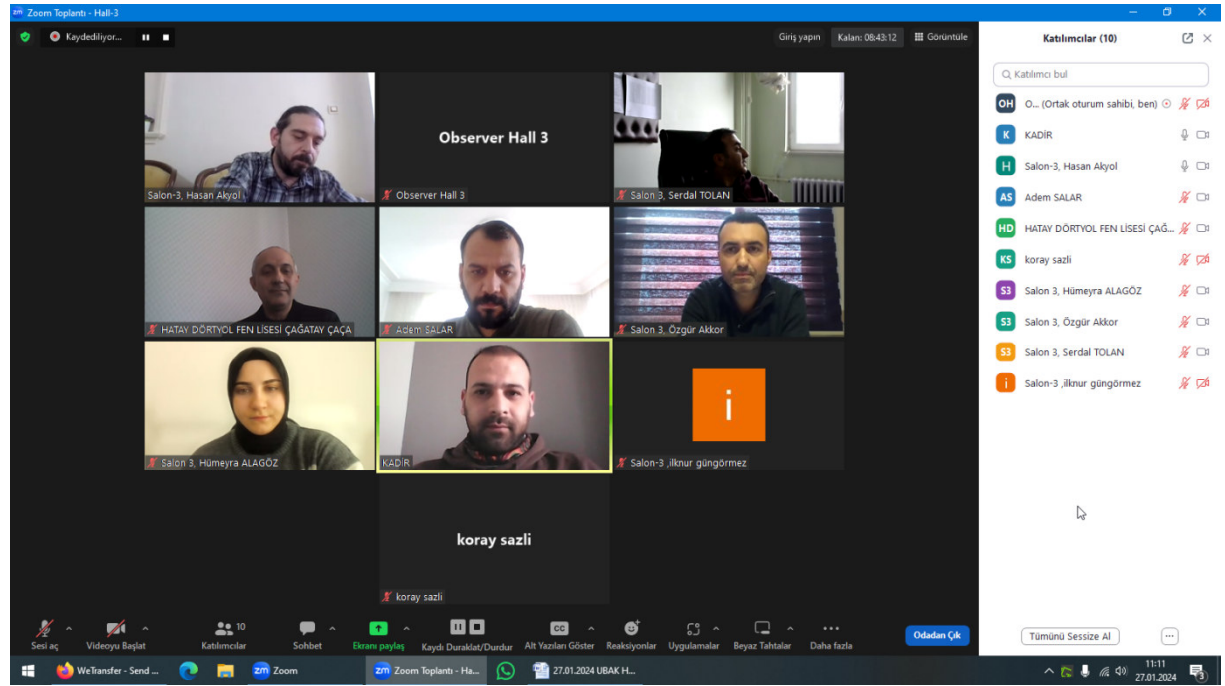 Zoom Toplantı - Hall-3
Kaydediliyor...
Giriş yapın
Kalan: 08:43:12
Görüntüle
Salon-3, Hasan Akyol
Observer Hall 3
Observer Hall 3
Salon 3, Serdal TOLAN
HATAY DÖRTYOL FEN LİSESİ ÇAĞATAY ÇAÇA
Adem SALAR
Salon 3, Özgür Akkor
Salon 3, Hümeyra ALAGÖZ
KADİR
i
Salon-3 ,ilknur güngörmez
koray sazli
koray sazli
Katılımcılar (10)
Katılımcı bul
OH O... (Ortak oturum sahibi, ben)
K KADİR
H Salon-3, Hasan Akyol
AS Adem SALAR
HD HATAY DÖRTYOL FEN LİSESİ ÇAĞ...
KS koray sazli
S3 Salon 3, Hümeyra ALAGÖZ
S3 Salon 3, Özgür Akkor
S3 Salon 3, Serdal TOLAN
i Salon-3 ,ilknur güngörmez
Tümünü Sessize Al
Sesi aç
Videoyu Başlat
10
Katılımcılar
Sohbet
Ekranı paylaş
Kaydı Duraklat/Durdur
CC
Alt Yazıları Göster
Reaksiyonlar
Uygulamalar
Beyaz Tahtalar
Daha fazla
Odadan Çık
WeTransfer - Send ...
zm Zoom
zm Zoom Toplantı - Ha...
27.01.2024 UBAK H...
11:11
27.01.2024
3